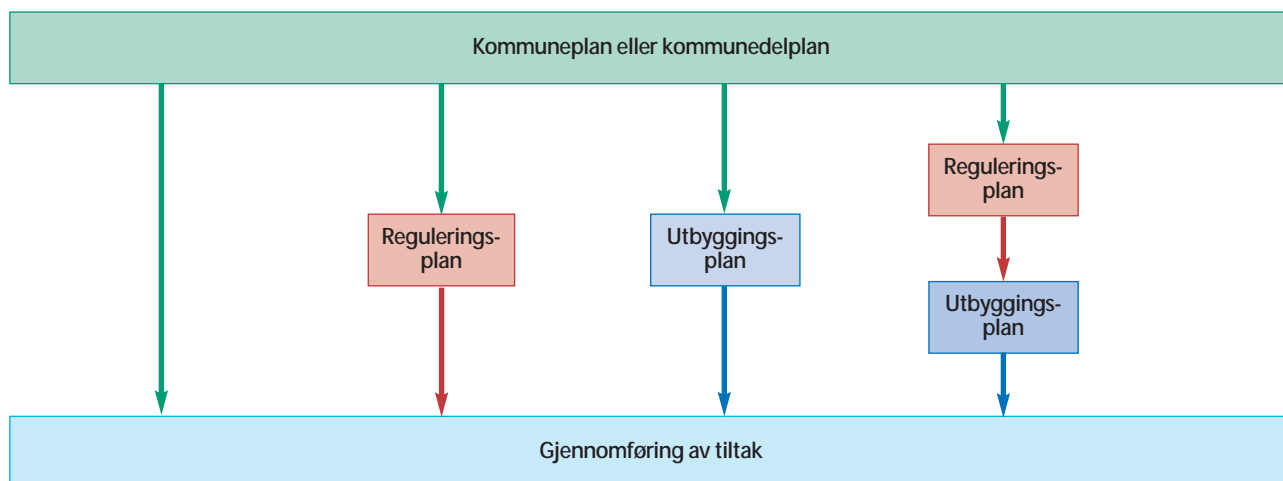 Kommuneplan eller kommunedelplan
Regulerings-
plan
Utbyggings-
plan
Regulerings-
plan
Utbyggings-
plan
Gjennomføring av tiltak